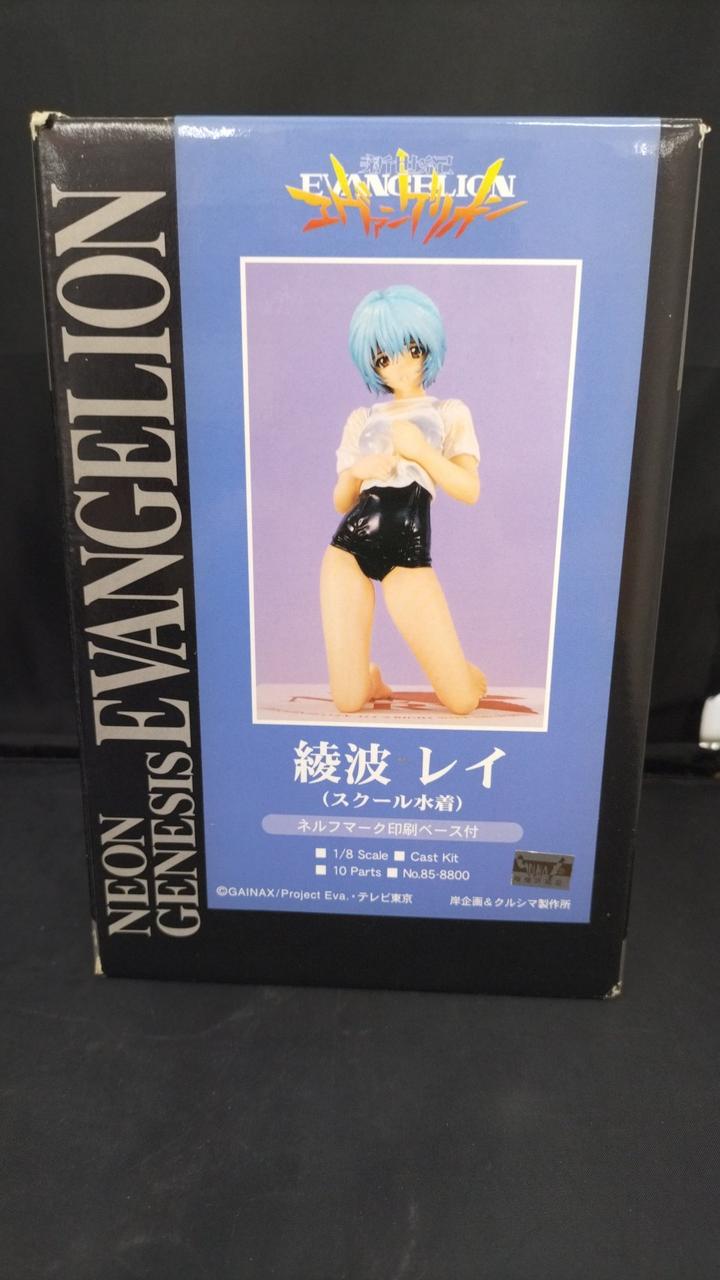 NEON
GENESIS EVANGELION
新世紀
EVANGELION
エヴァンゲリオン
綾波 レイ
(スクール水着)
ネルフマーク印刷ベース付
■ 1/8 Scale ■ Cast Kit
■ 10 Parts ■ No.85-8800
©GAINAX/Project Eva.・テレビ東京
岸企画&クルシマ製作所